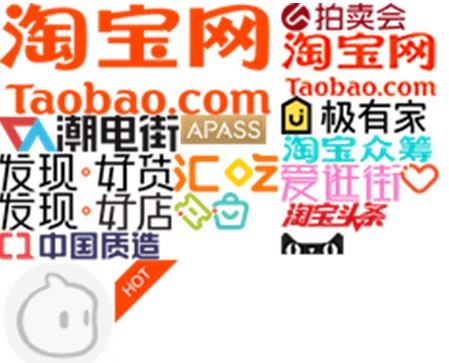 淘宝网
Taobao.com
潮电街 APASS
发现·好货 汇吃
发现·好店
中国质造
HOT
拍卖会
淘宝网
Taobao.com
极有家
淘宝众筹
爱逛街
淘宝头条